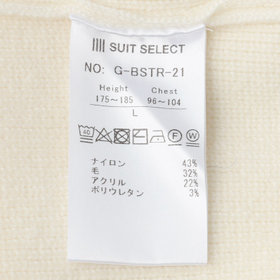 SUIT SELECT
NO: G-BSTR-21
Height Chest
175~185 96~104
L
ナイロン 43%
毛 32%
アクリル 22%
ポリウレタン 3%